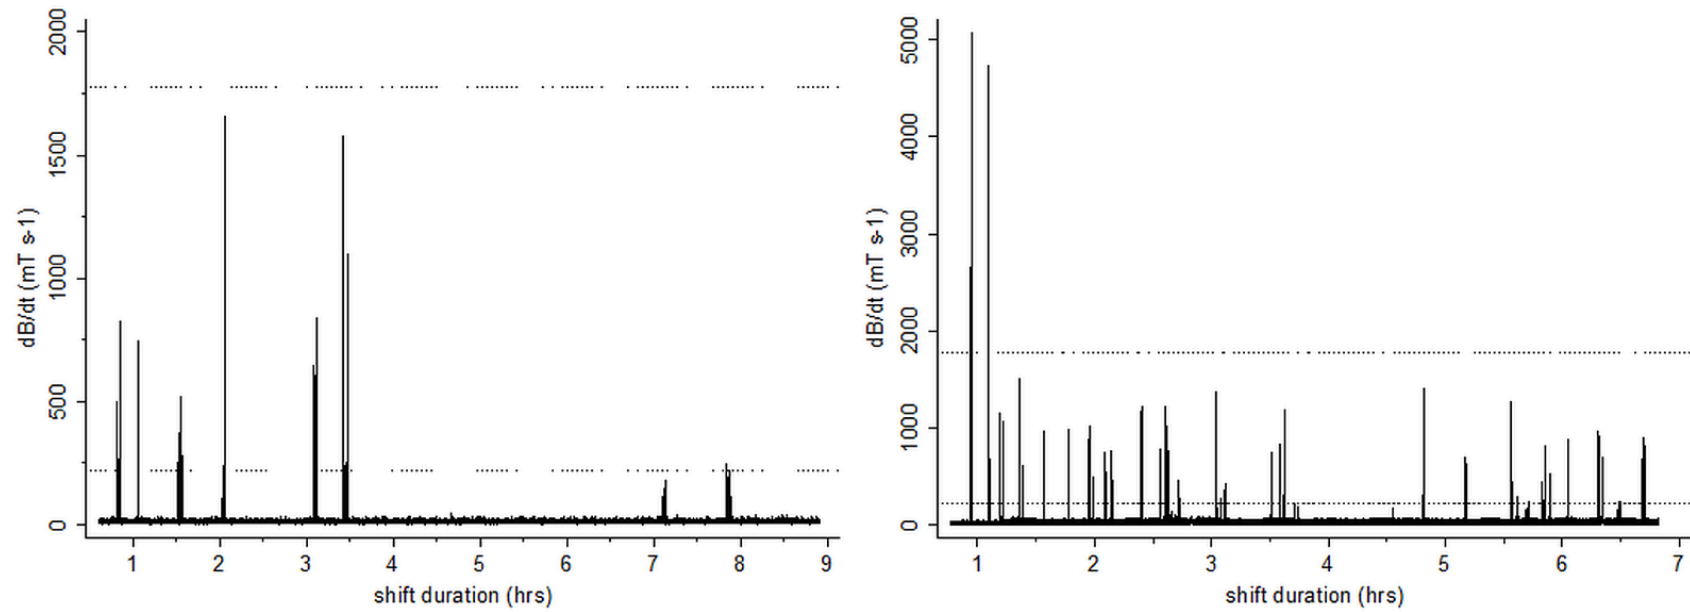 dB/dt (mT s-1)
2000
1500
1000
500
0
1 2 3 4 5 6 7 8 9
shift duration (hrs)
dB/dt (mT s-1)
5000
4000
3000
2000
1000
0
1 2 3 4 5 6 7
shift duration (hrs)